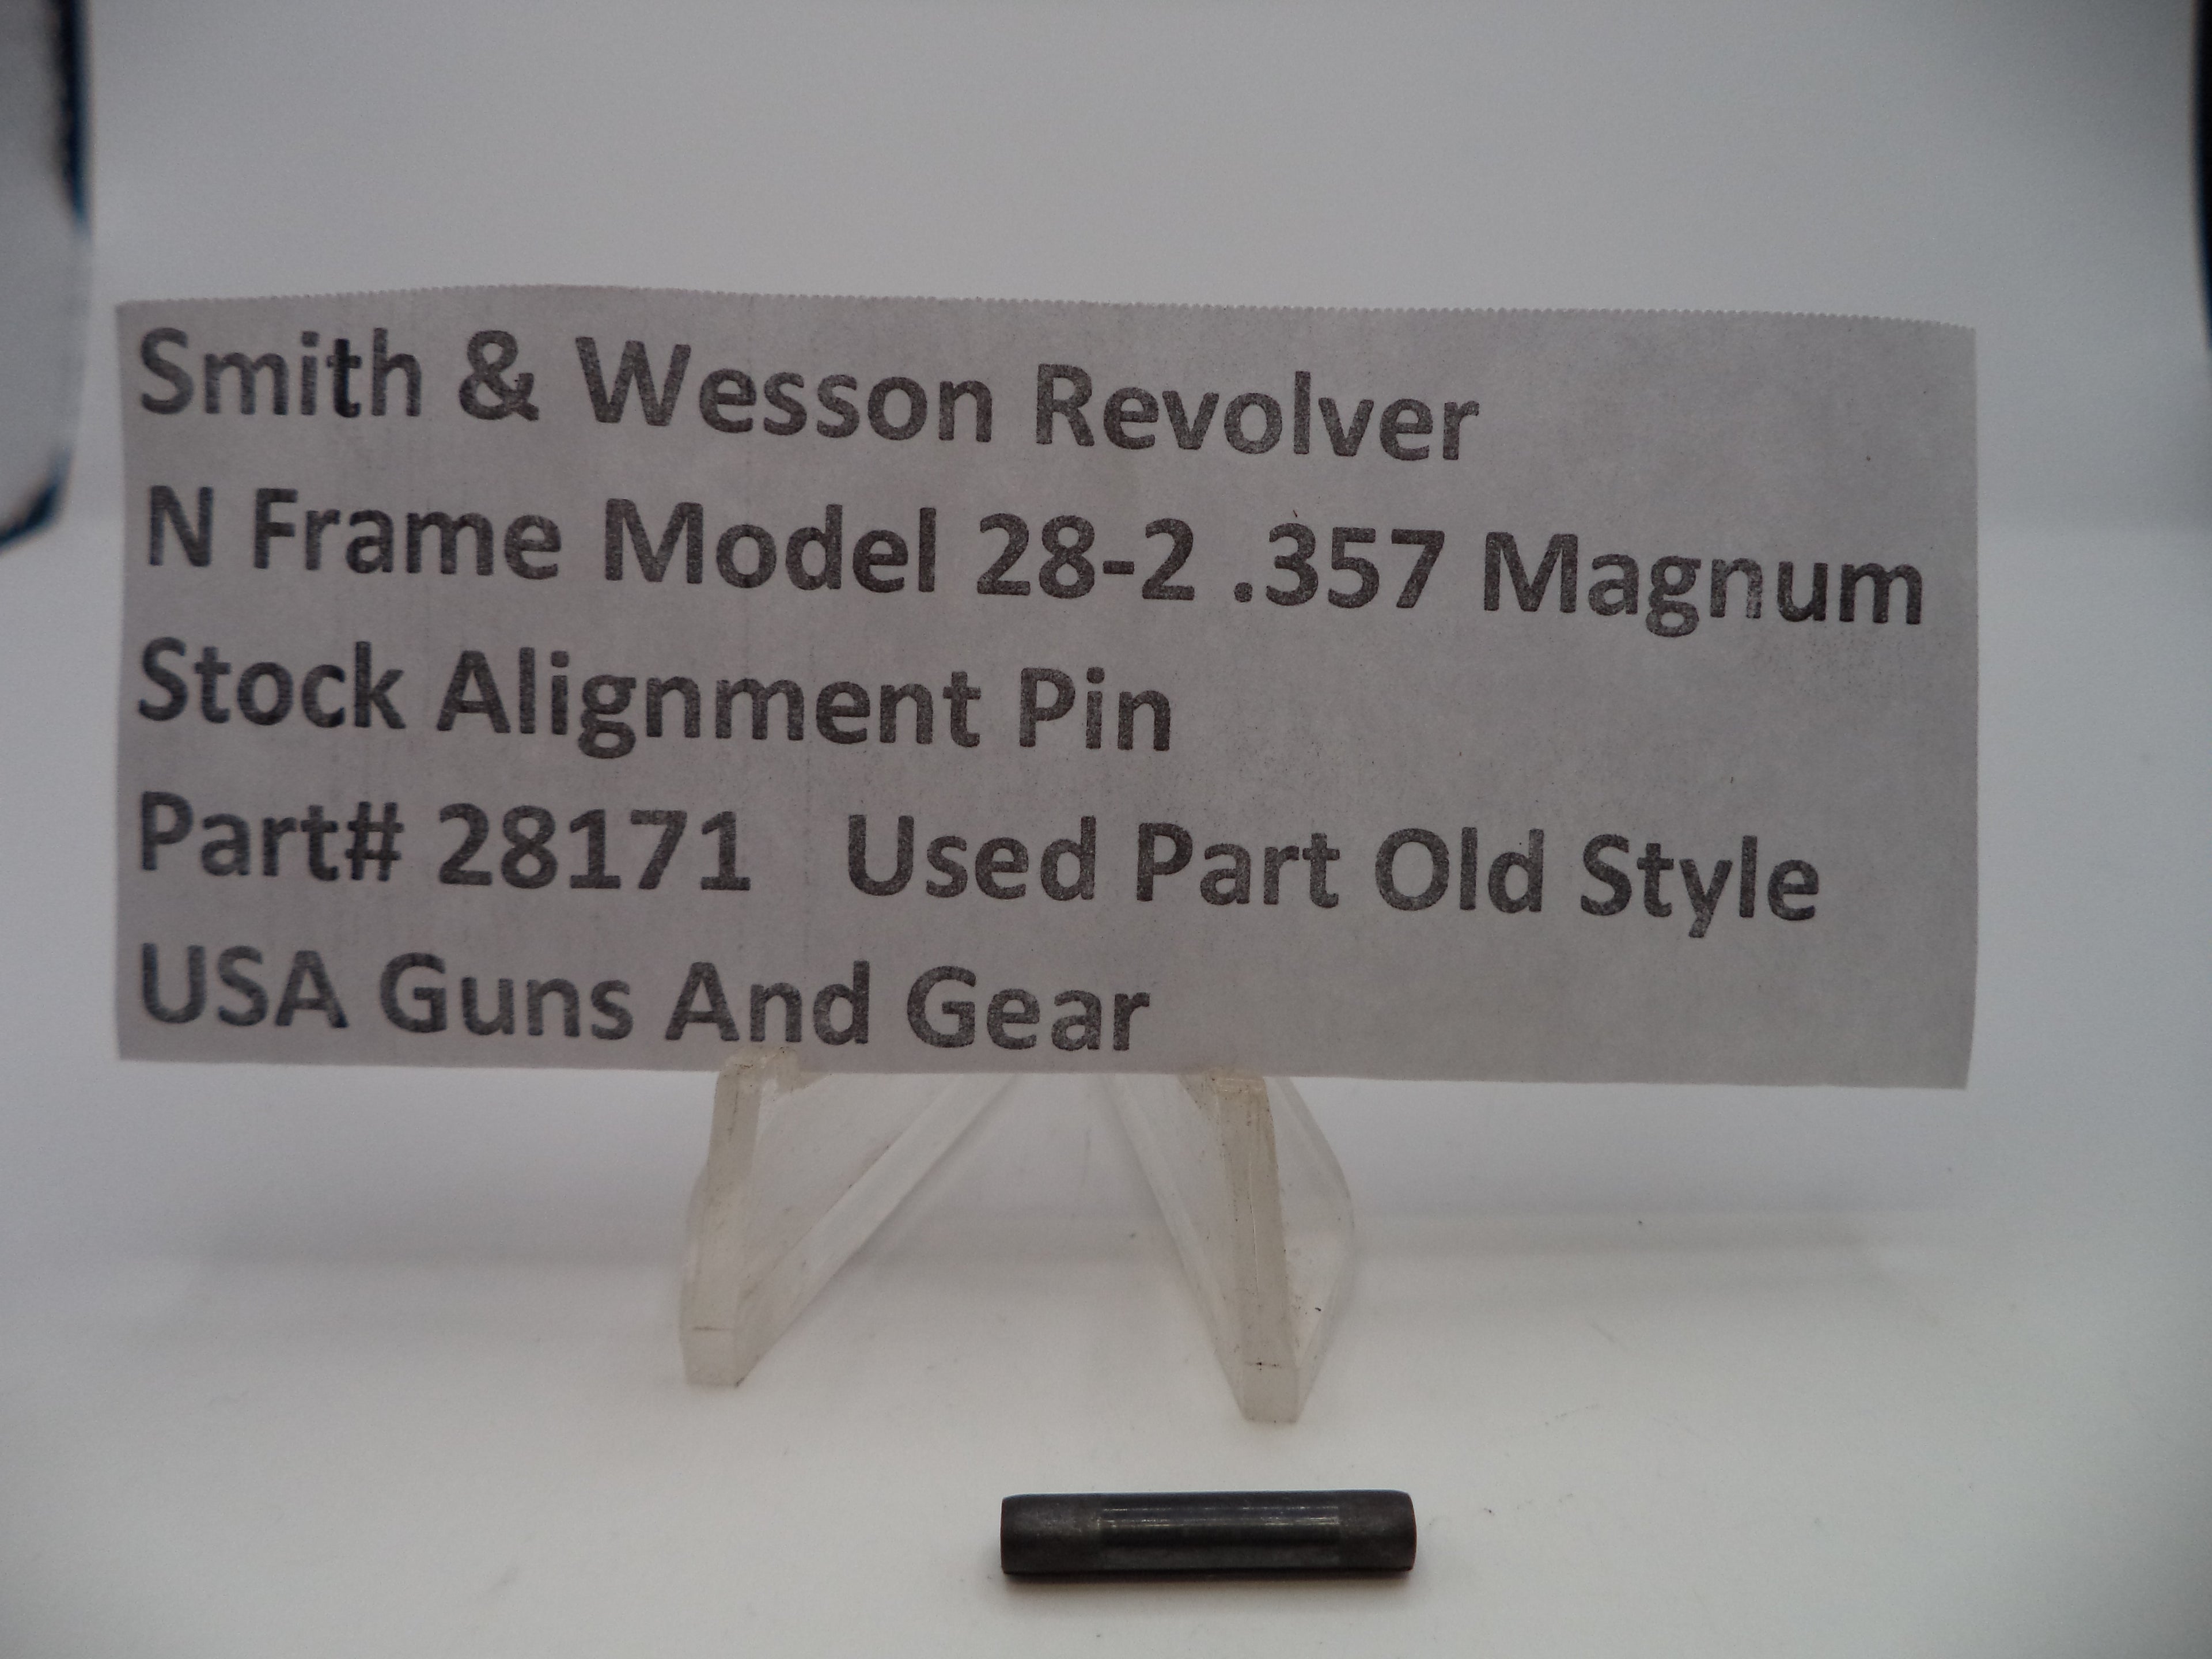 Smith & Wesson Revolver
N Frame Model 28-2 .357 Magnum
Stock Alignment Pin
Part# 28171   Used Part Old Style
USA Guns And Gear